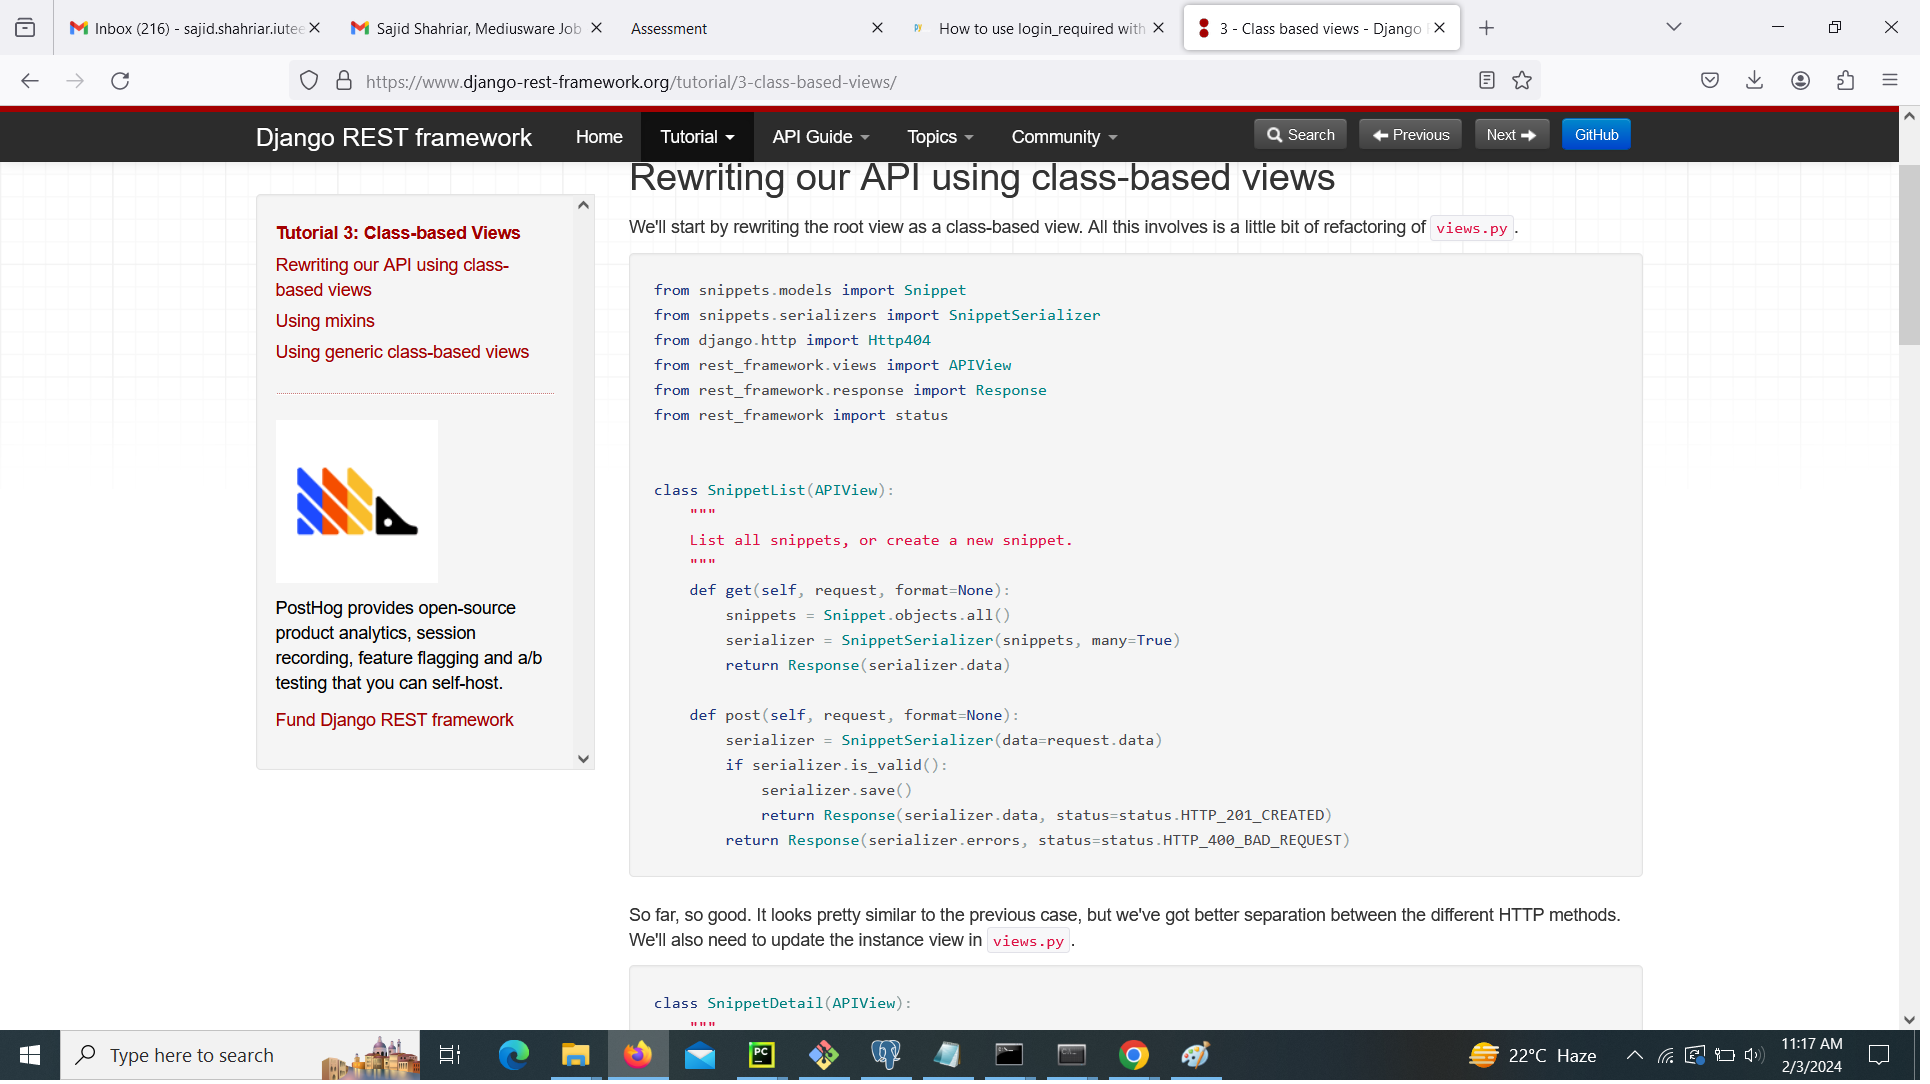 Inbox (216) - sajid.shahriar.iutee
Sajid Shahriar, Mediusware Job
Assessment
How to use login_required with
3 - Class based views - Django
https://www.django-rest-framework.org/tutorial/3-class-based-views/
Django REST framework
Home
Tutorial
API Guide
Topics
Community
Search
Previous
Next
GitHub
Tutorial 3: Class-based Views
Rewriting our API using class-
based views
Using mixins
Using generic class-based views
PostHog provides open-source
product analytics, session
recording, feature flagging and a/b
testing that you can self-host.
Fund Django REST framework
Rewriting our API using class-based views
We'll start by rewriting the root view as a class-based view. All this involves is a little bit of refactoring of views.py.
from snippets.models import Snippet
from snippets.serializers import SnippetSerializer
from django.http import Http404
from rest_framework.views import APIView
from rest_framework.response import Response
from rest_framework import status
class SnippetList(APIView):
"""
List all snippets, or create a new snippet.
"""
def get(self, request, format=None):
snippets = Snippet.objects.all()
serializer = SnippetSerializer(snippets, many=True)
return Response(serializer.data)
def post(self, request, format=None):
serializer = SnippetSerializer(data=request.data)
if serializer.is_valid():
serializer.save()
return Response(serializer.data, status=status.HTTP_201_CREATED)
return Response(serializer.errors, status=status.HTTP_400_BAD_REQUEST)
So far, so good. It looks pretty similar to the previous case, but we've got better separation between the different HTTP methods.
We'll also need to update the instance view in views.py.
class SnippetDetail(APIView):
"""
Type here to search
PC
22°C Haze
11:17 AM
2/3/2024